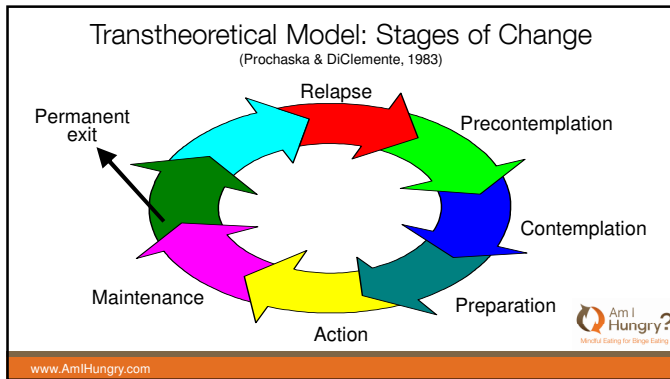 Transtheoretical Model: Stages of Change
(Prochaska & DiClemente, 1983)
Relapse
Permanent
exit
Precontemplation
Contemplation
Maintenance
Preparation
Action
Am I
Hungry?
Mindful Eating for Binge Eating
www.AmIHungry.com